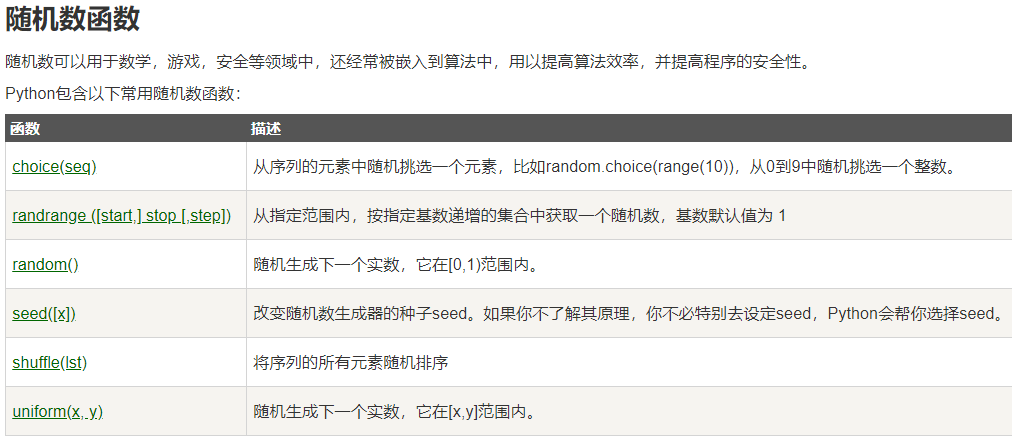 随机数函数
随机数可以用于数学，游戏，安全等领域中，还经常被嵌入到算法中，用以提高算法效率，并提高程序的安全性。
Python包含以下常用随机数函数：
函数 描述
choice(seq) 从序列的元素中随机挑选一个元素，比如random.choice(range(10))，从0到9中随机挑选一个整数。
randrange ([start,] stop [,step]) 从指定范围内，按指定基数递增的集合中获取一个随机数，基数默认值为 1
random() 随机生成下一个实数，它在[0,1)范围内。
seed([x]) 改变随机数生成器的种子seed。如果你不了解其原理，你不必特别去设定seed，Python会帮你选择seed。
shuffle(lst) 将序列的所有元素随机排序
uniform(x, y) 随机生成下一个实数，它在[x,y]范围内。